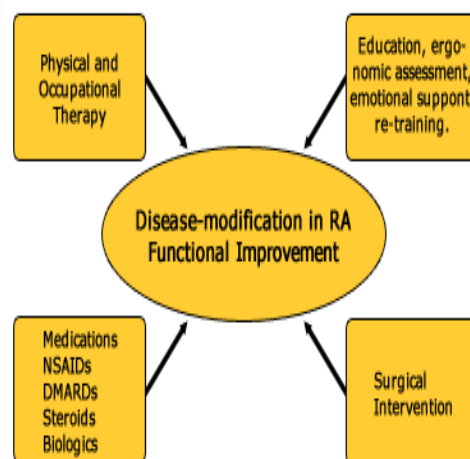 Physical and
Occupational
Therapy
Education, ergo-
nomic assessment,
emotional support
re-training.
Disease-modification in RA
Functional Improvement
Medications
NSAIDs
DMARDs
Steroids
Biologics
Surgical
Intervention